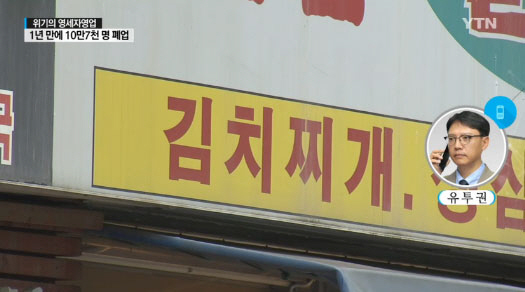 위기의 영세자영업
1년 만에 10만7천 명 폐업
YTN
김치찌개.
유투권